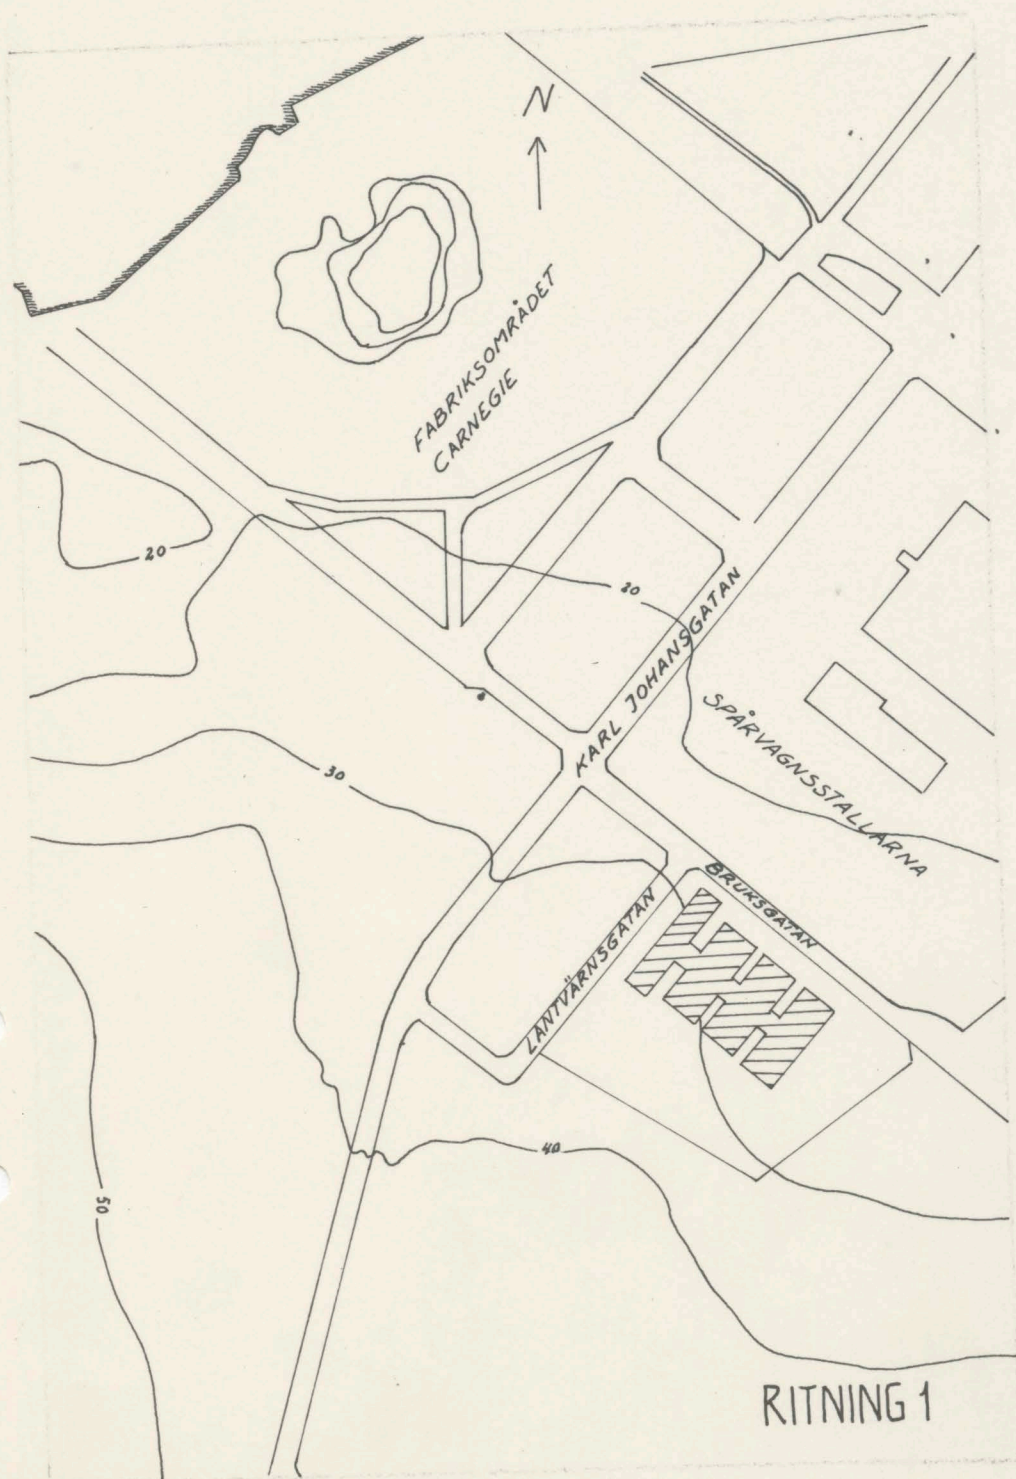 N
FABRIKSOMRÅDET
CARNEGIE
20
20
KARL JOHANSGATAN
SPÅRVAGNSSTALLARNA
30
BRUKSGATAN
LANTVÄRNSGATAN
40
50
RITNING 1